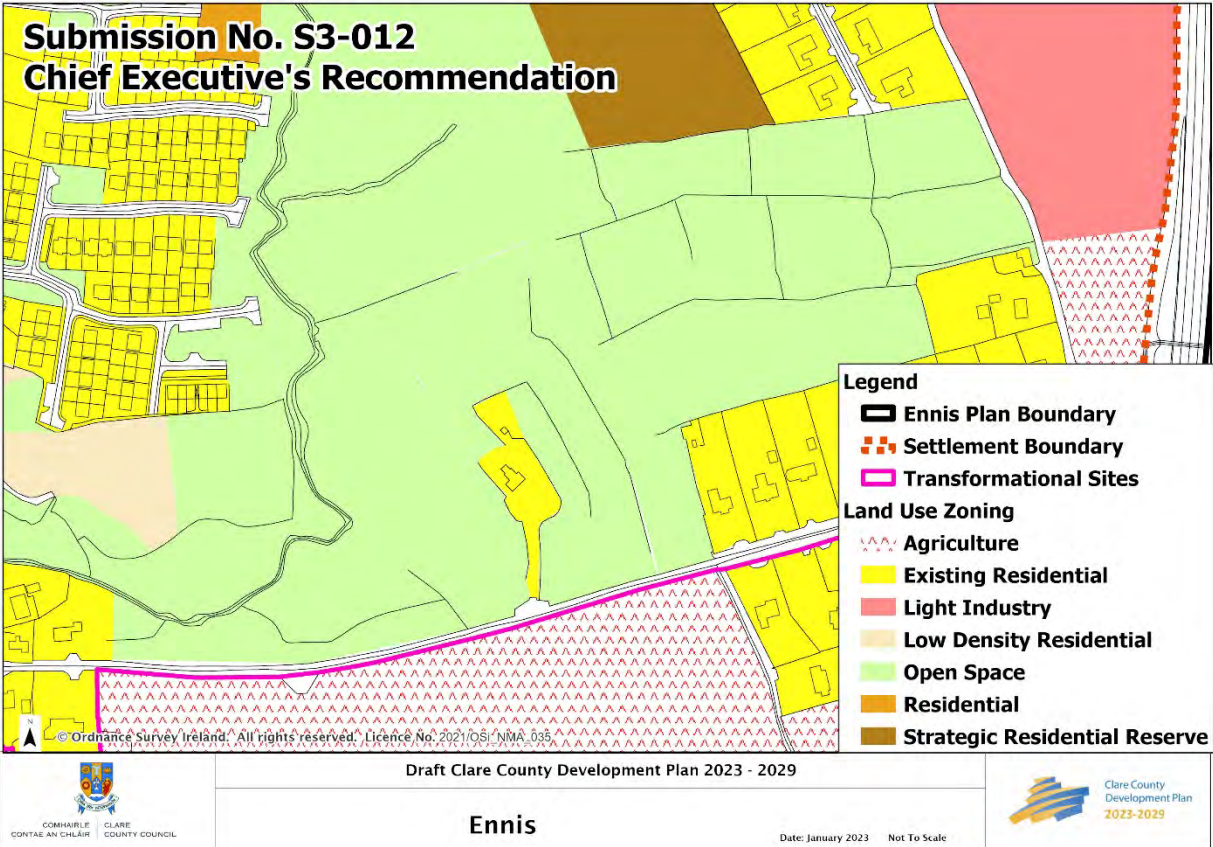 Submission No. S3-012
Chief Executive's Recommendation
Legend
Ennis Plan Boundary
Settlement Boundary
Transformational Sites
Land Use Zoning
Agriculture
Existing Residential
Light Industry
Low Density Residential
Open Space
Residential
Strategic Residential Reserve
N
© Ordnance Survey Ireland. All rights reserved. Licence No. 2021/OSI_NMA_035
COMHAIRLE CLARE
CONTAE AN CHLÁIR COUNTY COUNCIL
Draft Clare County Development Plan 2023 - 2029
Ennis
Date: January 2023 Not To Scale
Clare County
Development Plan
2023-2029